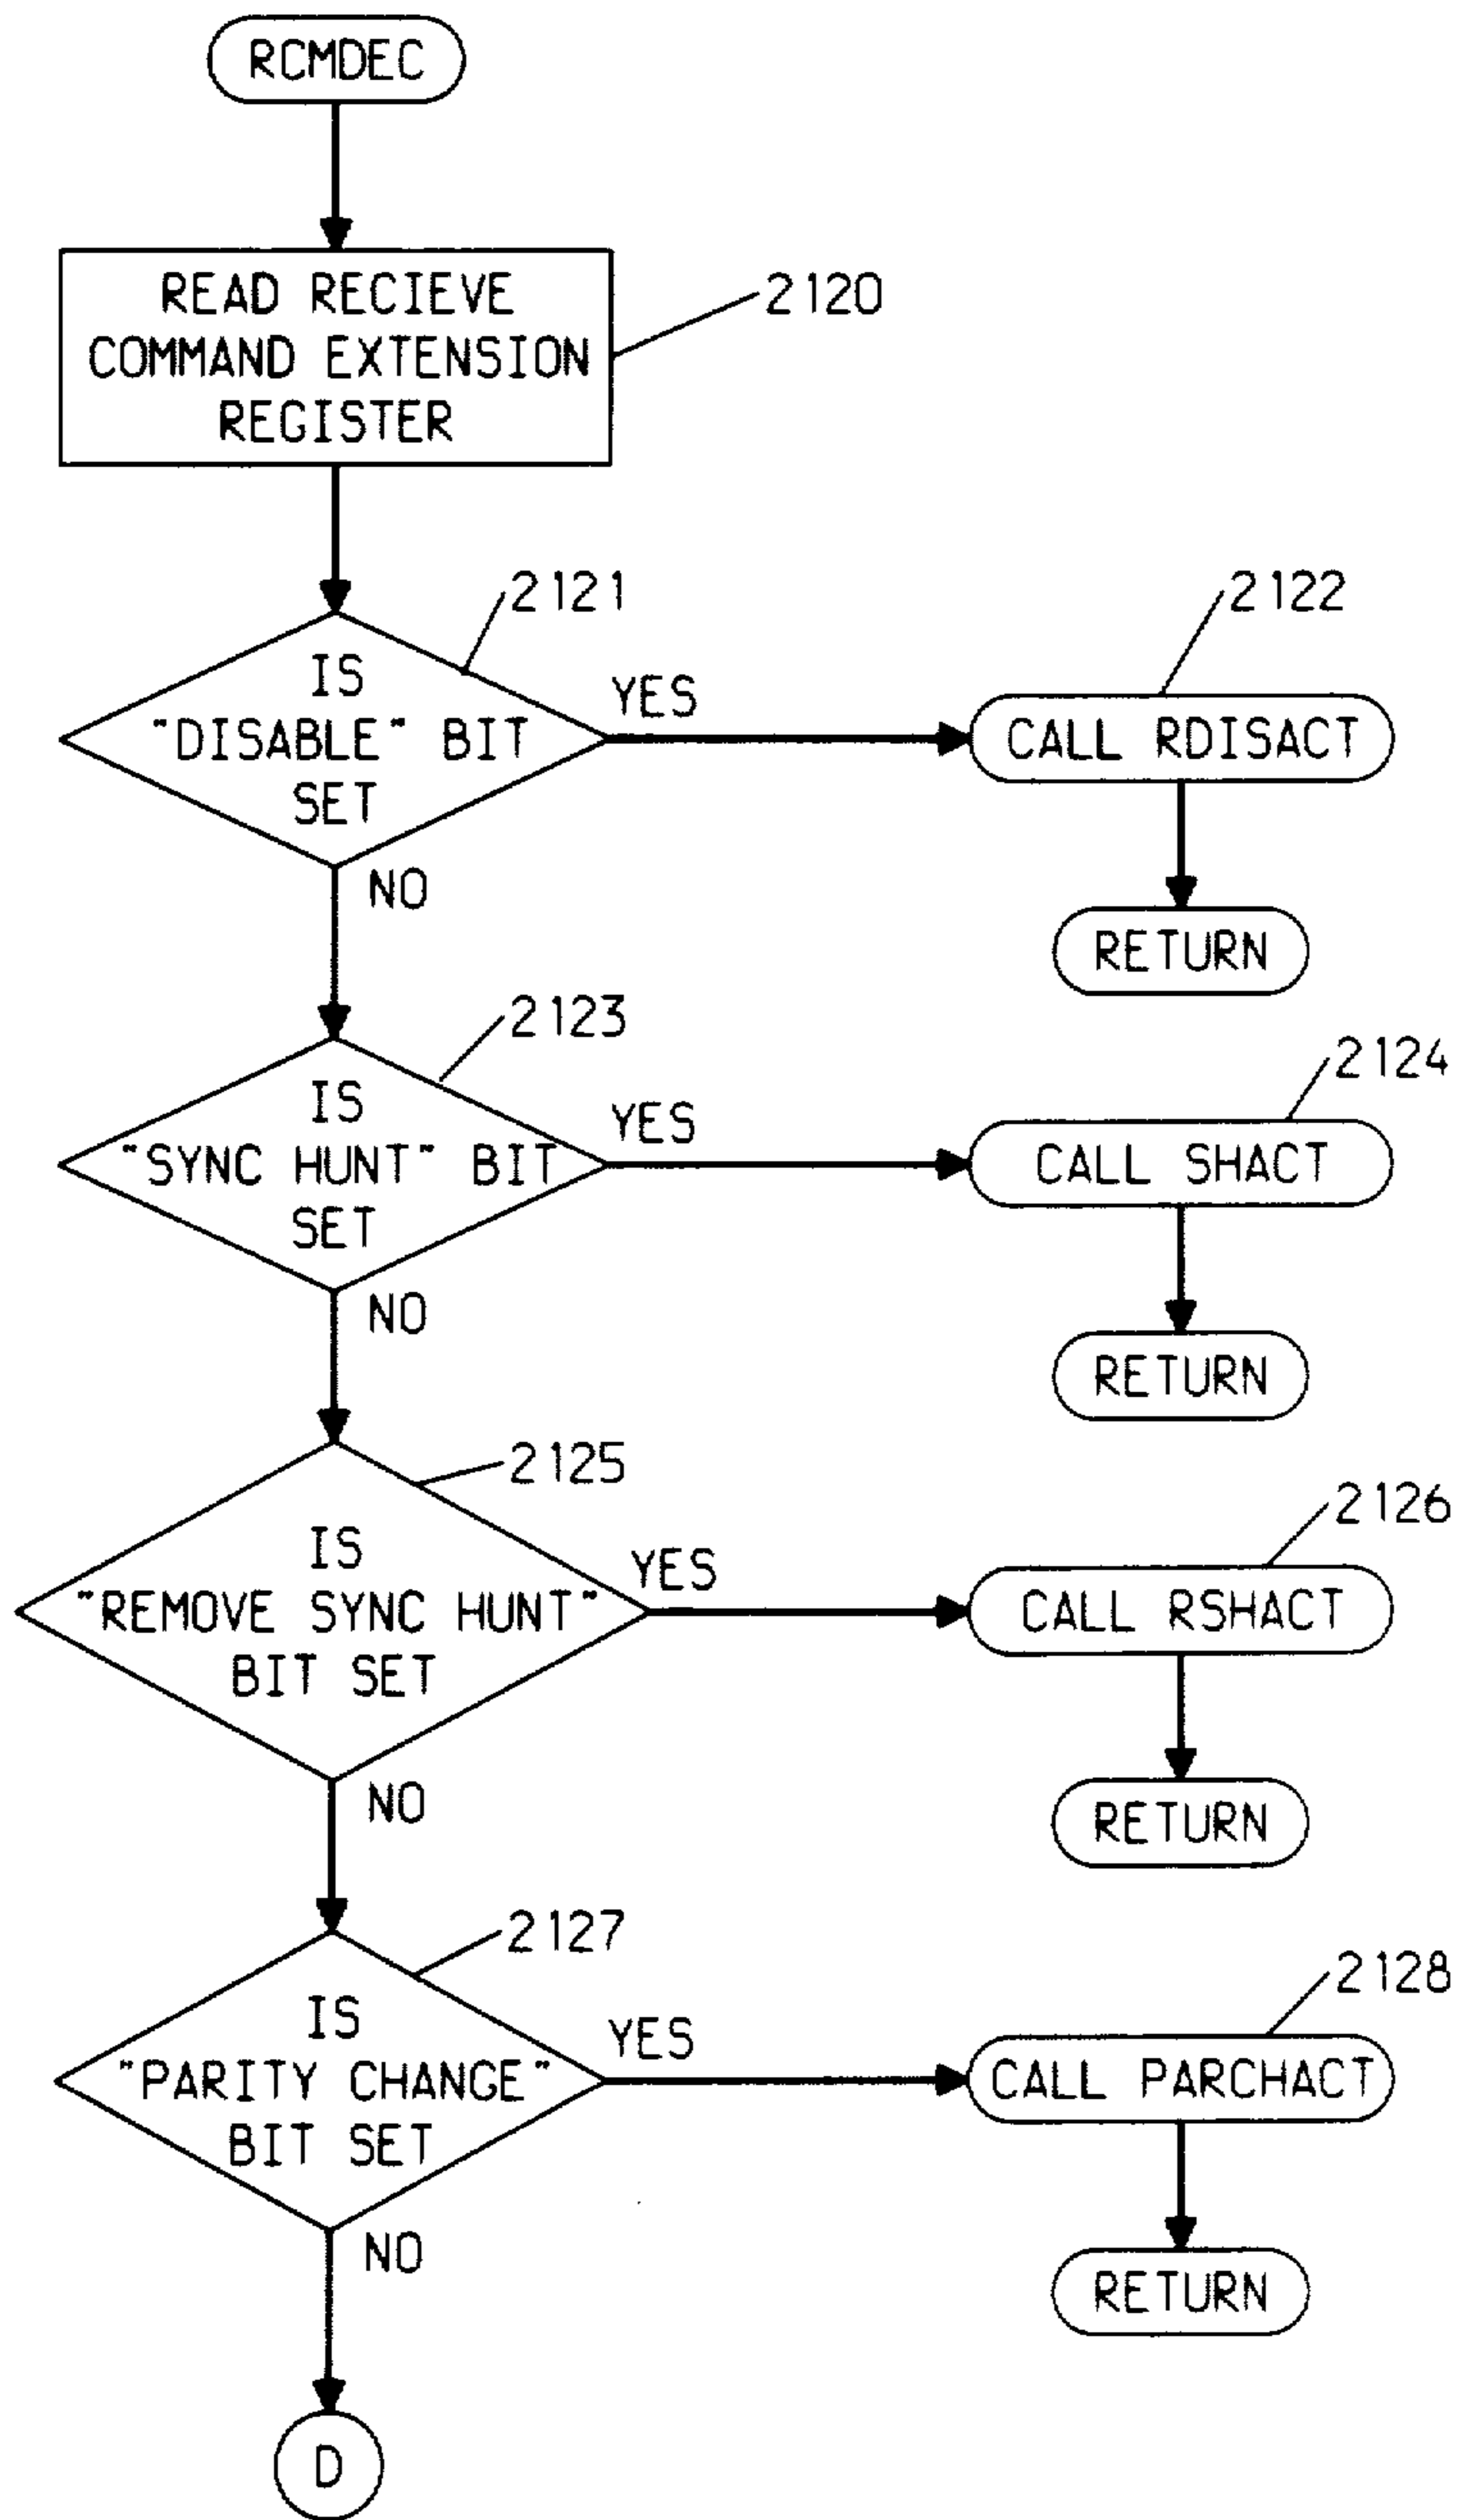 RCMDEC
READ RECIEVE
COMMAND EXTENSION
REGISTER
2120
2121
IS
"DISABLE" BIT
SET
YES
2122
CALL RDISACT
NO
RETURN
2123
IS
"SYNC HUNT" BIT
SET
YES
2124
CALL SHACT
NO
RETURN
2125
IS
"REMOVE SYNC HUNT"
BIT SET
YES
2126
CALL RSHACT
NO
RETURN
2127
IS
"PARITY CHANGE"
BIT SET
YES
2128
CALL PARCHACT
NO
RETURN
D